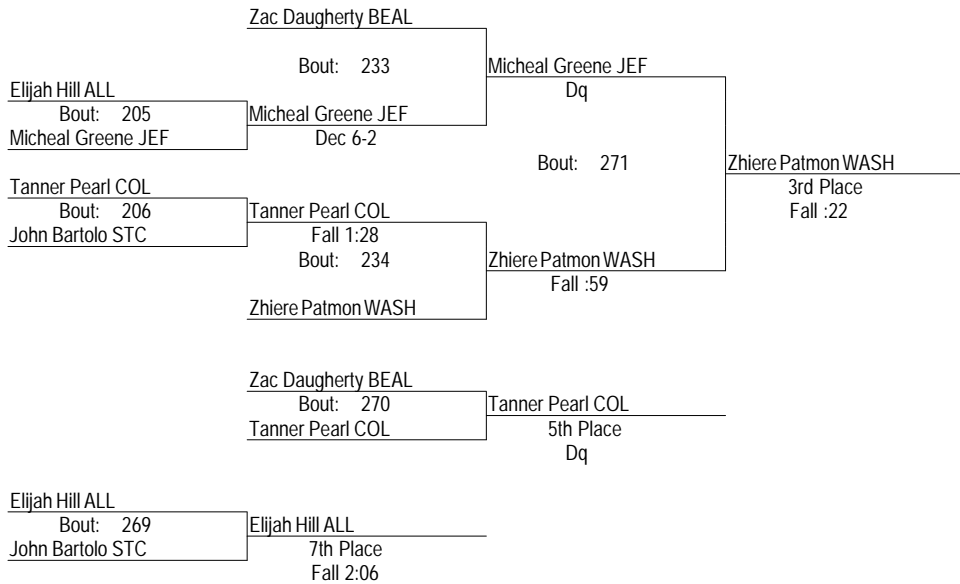 Zac Daugherty BEAL
Bout: 233
Micheal Greene JEF
Dq
Elijah Hill ALL
Bout: 205
Micheal Greene JEF
Micheal Greene JEF
Dec 6-2
Bout: 271
Zhiere Patmon WASH
3rd Place
Fall :22
Tanner Pearl COL
Bout: 206
John Bartolo STC
Tanner Pearl COL
Fall 1:28
Bout: 234
Zhiere Patmon WASH
Fall :59
Zhiere Patmon WASH
Zac Daugherty BEAL
Bout: 270
Tanner Pearl COL
Tanner Pearl COL
5th Place
Dq
Elijah Hill ALL
Bout: 269
John Bartolo STC
Elijah Hill ALL
7th Place
Fall 2:06